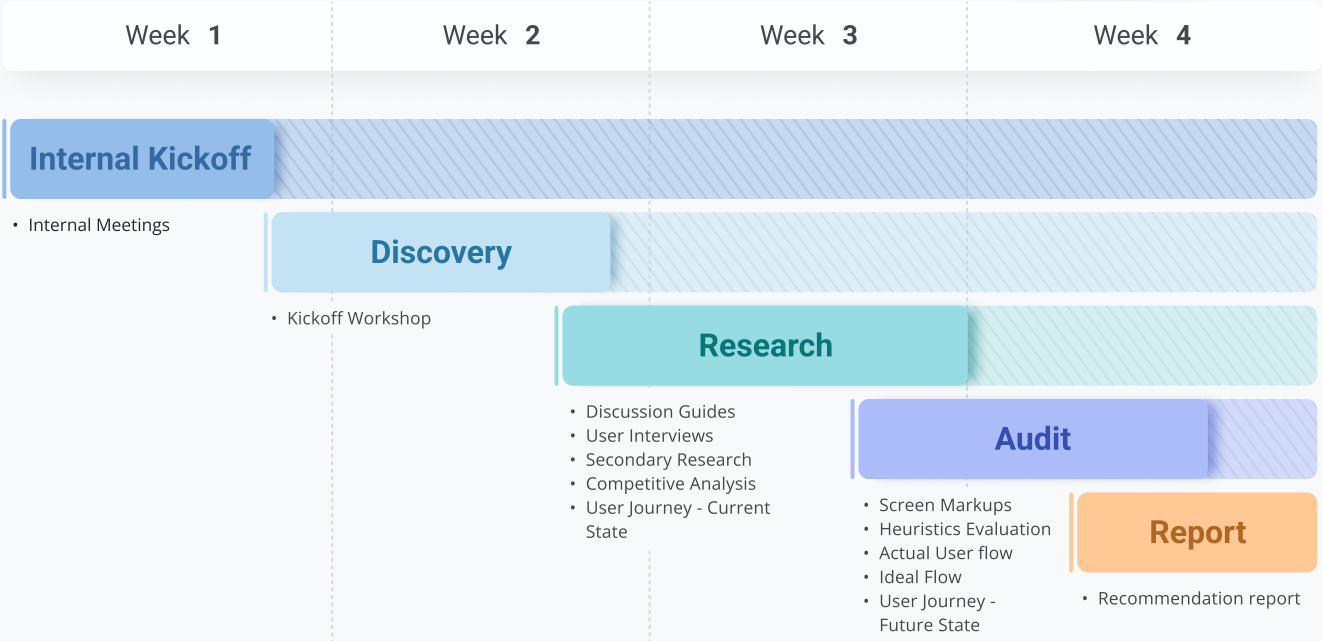 Week 1
Week 2
Week 3
Week 4
Internal Kickoff
• Internal Meetings
Discovery
• Kickoff Workshop
Research
• Discussion Guides
• User Interviews
• Secondary Research
• Competitive Analysis
• User Journey - Current
State
Audit
• Screen Markups
• Heuristics Evaluation
• Actual User flow
• Ideal Flow
• User Journey -
Future State
Report
• Recommendation report